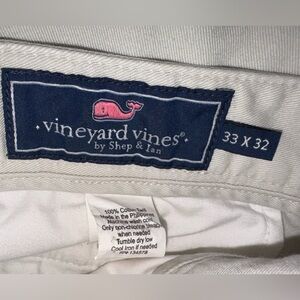 vineyard vines®
by Shep & Ian
33 X 32
100% Cotton
Made in the Philippines
Machine wash cold
Only non-chlorine bleach
when needed
Tumble dry low
Cool Iron if needed